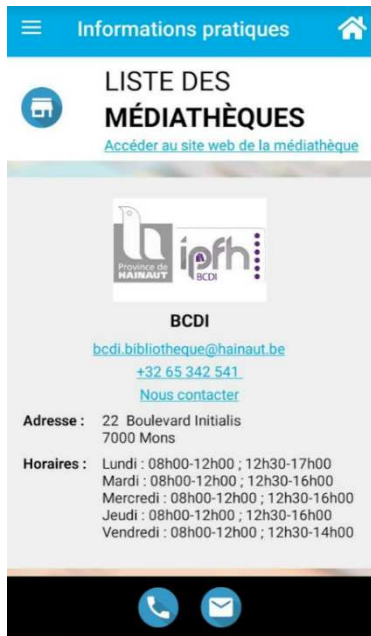 Informations pratiques
LISTE DES
MÉDIATHÈQUES
Accéder au site web de la médiathèque
Province de
HAINAUT
ipfh
BCDI
BCDI
bcdi.bibliotheque@hainaut.be
+32 65 342 541
Nous contacter
Adresse : 22 Boulevard Initialis
7000 Mons
Horaires : Lundi : 08h00-12h00 ; 12h30-17h00
Mardi : 08h00-12h00 ; 12h30-16h00
Mercredi : 08h00-12h00 ; 12h30-16h00
Jeudi : 08h00-12h00 ; 12h30-16h00
Vendredi : 08h00-12h00 ; 12h30-14h00